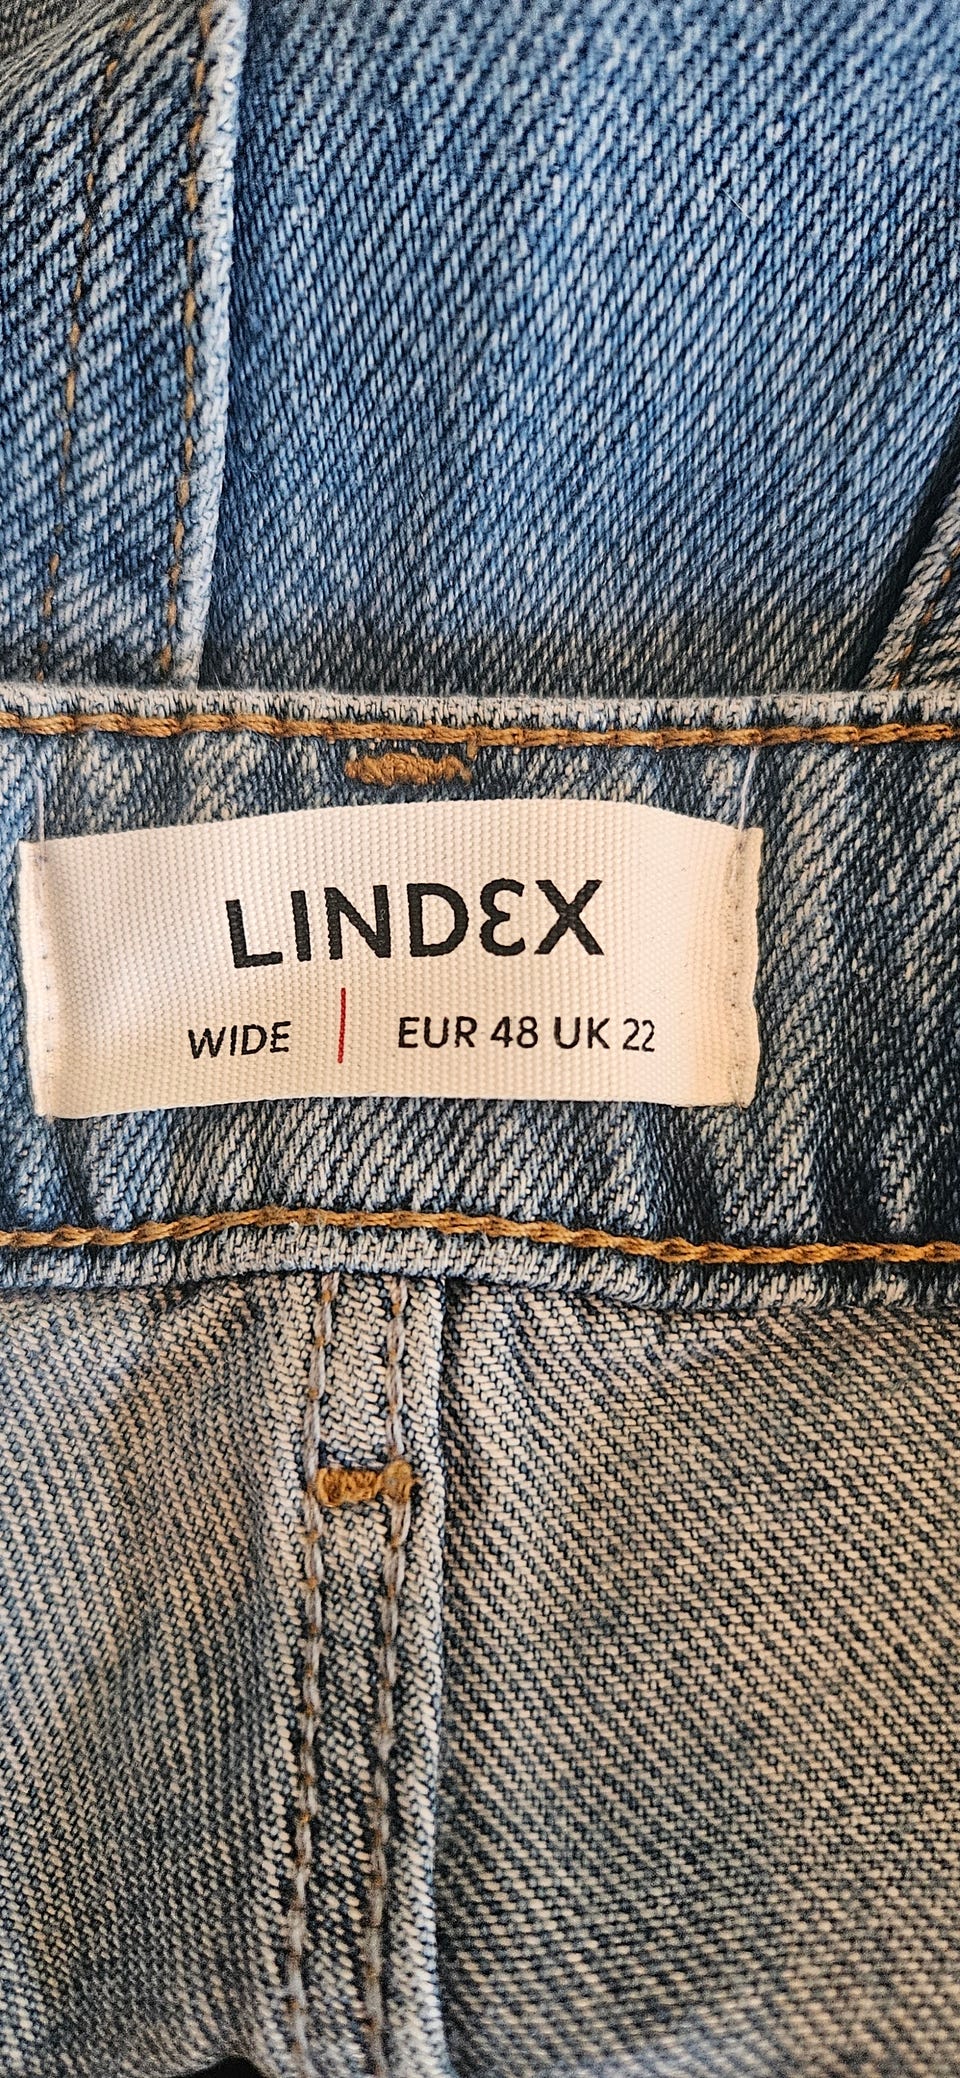 LINDEX
WIDE | EUR 48 UK 22